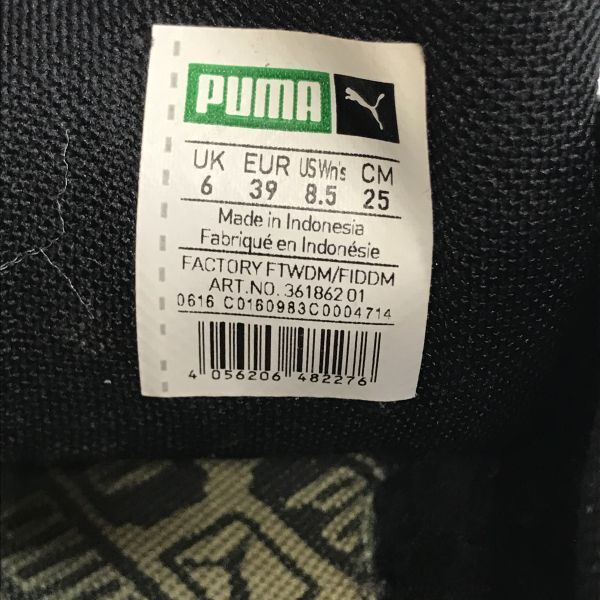 PUMA
UK EUR US Wn's CM
6 39 8.5 25
Made in Indonesia
Fabriqué en Indonésie
FACTORY FTWDM/FIDDM
ART.NO. 361862 01
0616 C0160983C0004714
4 056206 482276